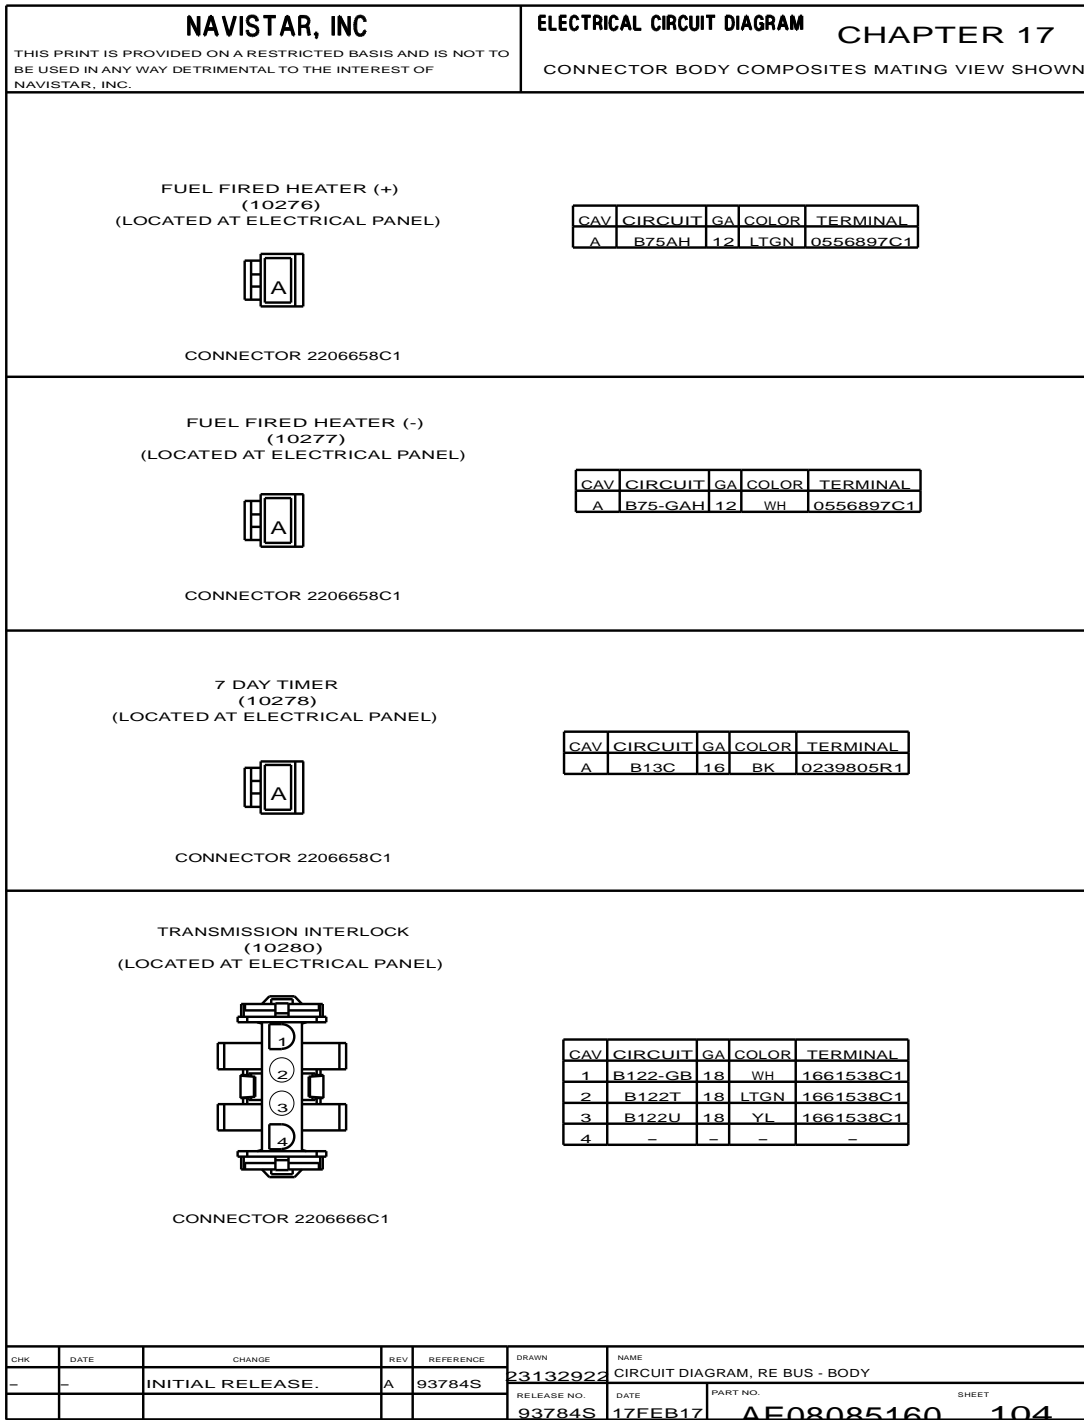 NAVISTAR, INC
THIS PRINT IS PROVIDED ON A RESTRICTED BASIS AND IS NOT TO
BE USED IN ANY WAY DETRIMENTAL TO THE INTEREST OF
NAVISTAR, INC.
ELECTRICAL CIRCUIT DIAGRAM
CHAPTER 17
CONNECTOR BODY COMPOSITES MATING VIEW SHOWN
FUEL FIRED HEATER (+)
(10276)
(LOCATED AT ELECTRICAL PANEL)
A
CONNECTOR 2206658C1
CAV CIRCUIT GA COLOR TERMINAL
A B75AH 12 LTGN 0556897C1
FUEL FIRED HEATER (-)
(10277)
(LOCATED AT ELECTRICAL PANEL)
A
CONNECTOR 2206658C1
CAV CIRCUIT GA COLOR TERMINAL
A B75-GAH 12 WH 0556897C1
7 DAY TIMER
(10278)
(LOCATED AT ELECTRICAL PANEL)
A
CONNECTOR 2206658C1
CAV CIRCUIT GA COLOR TERMINAL
A B13C 16 BK 0239805R1
TRANSMISSION INTERLOCK
(10280)
(LOCATED AT ELECTRICAL PANEL)
1
2
3
4
CONNECTOR 2206666C1
CAV CIRCUIT GA COLOR TERMINAL
1 B122-GB 18 WH 1661538C1
2 B122T 18 LTGN 1661538C1
3 B122U 18 YL 1661538C1
4 – – – –
CHK DATE CHANGE REV REFERENCE
– – INITIAL RELEASE. A 93784S
DRAWN
23132922
NAME
CIRCUIT DIAGRAM, RE BUS - BODY
RELEASE NO.
93784S
DATE
17FEB17
PART NO.
AE08085160
SHEET
104